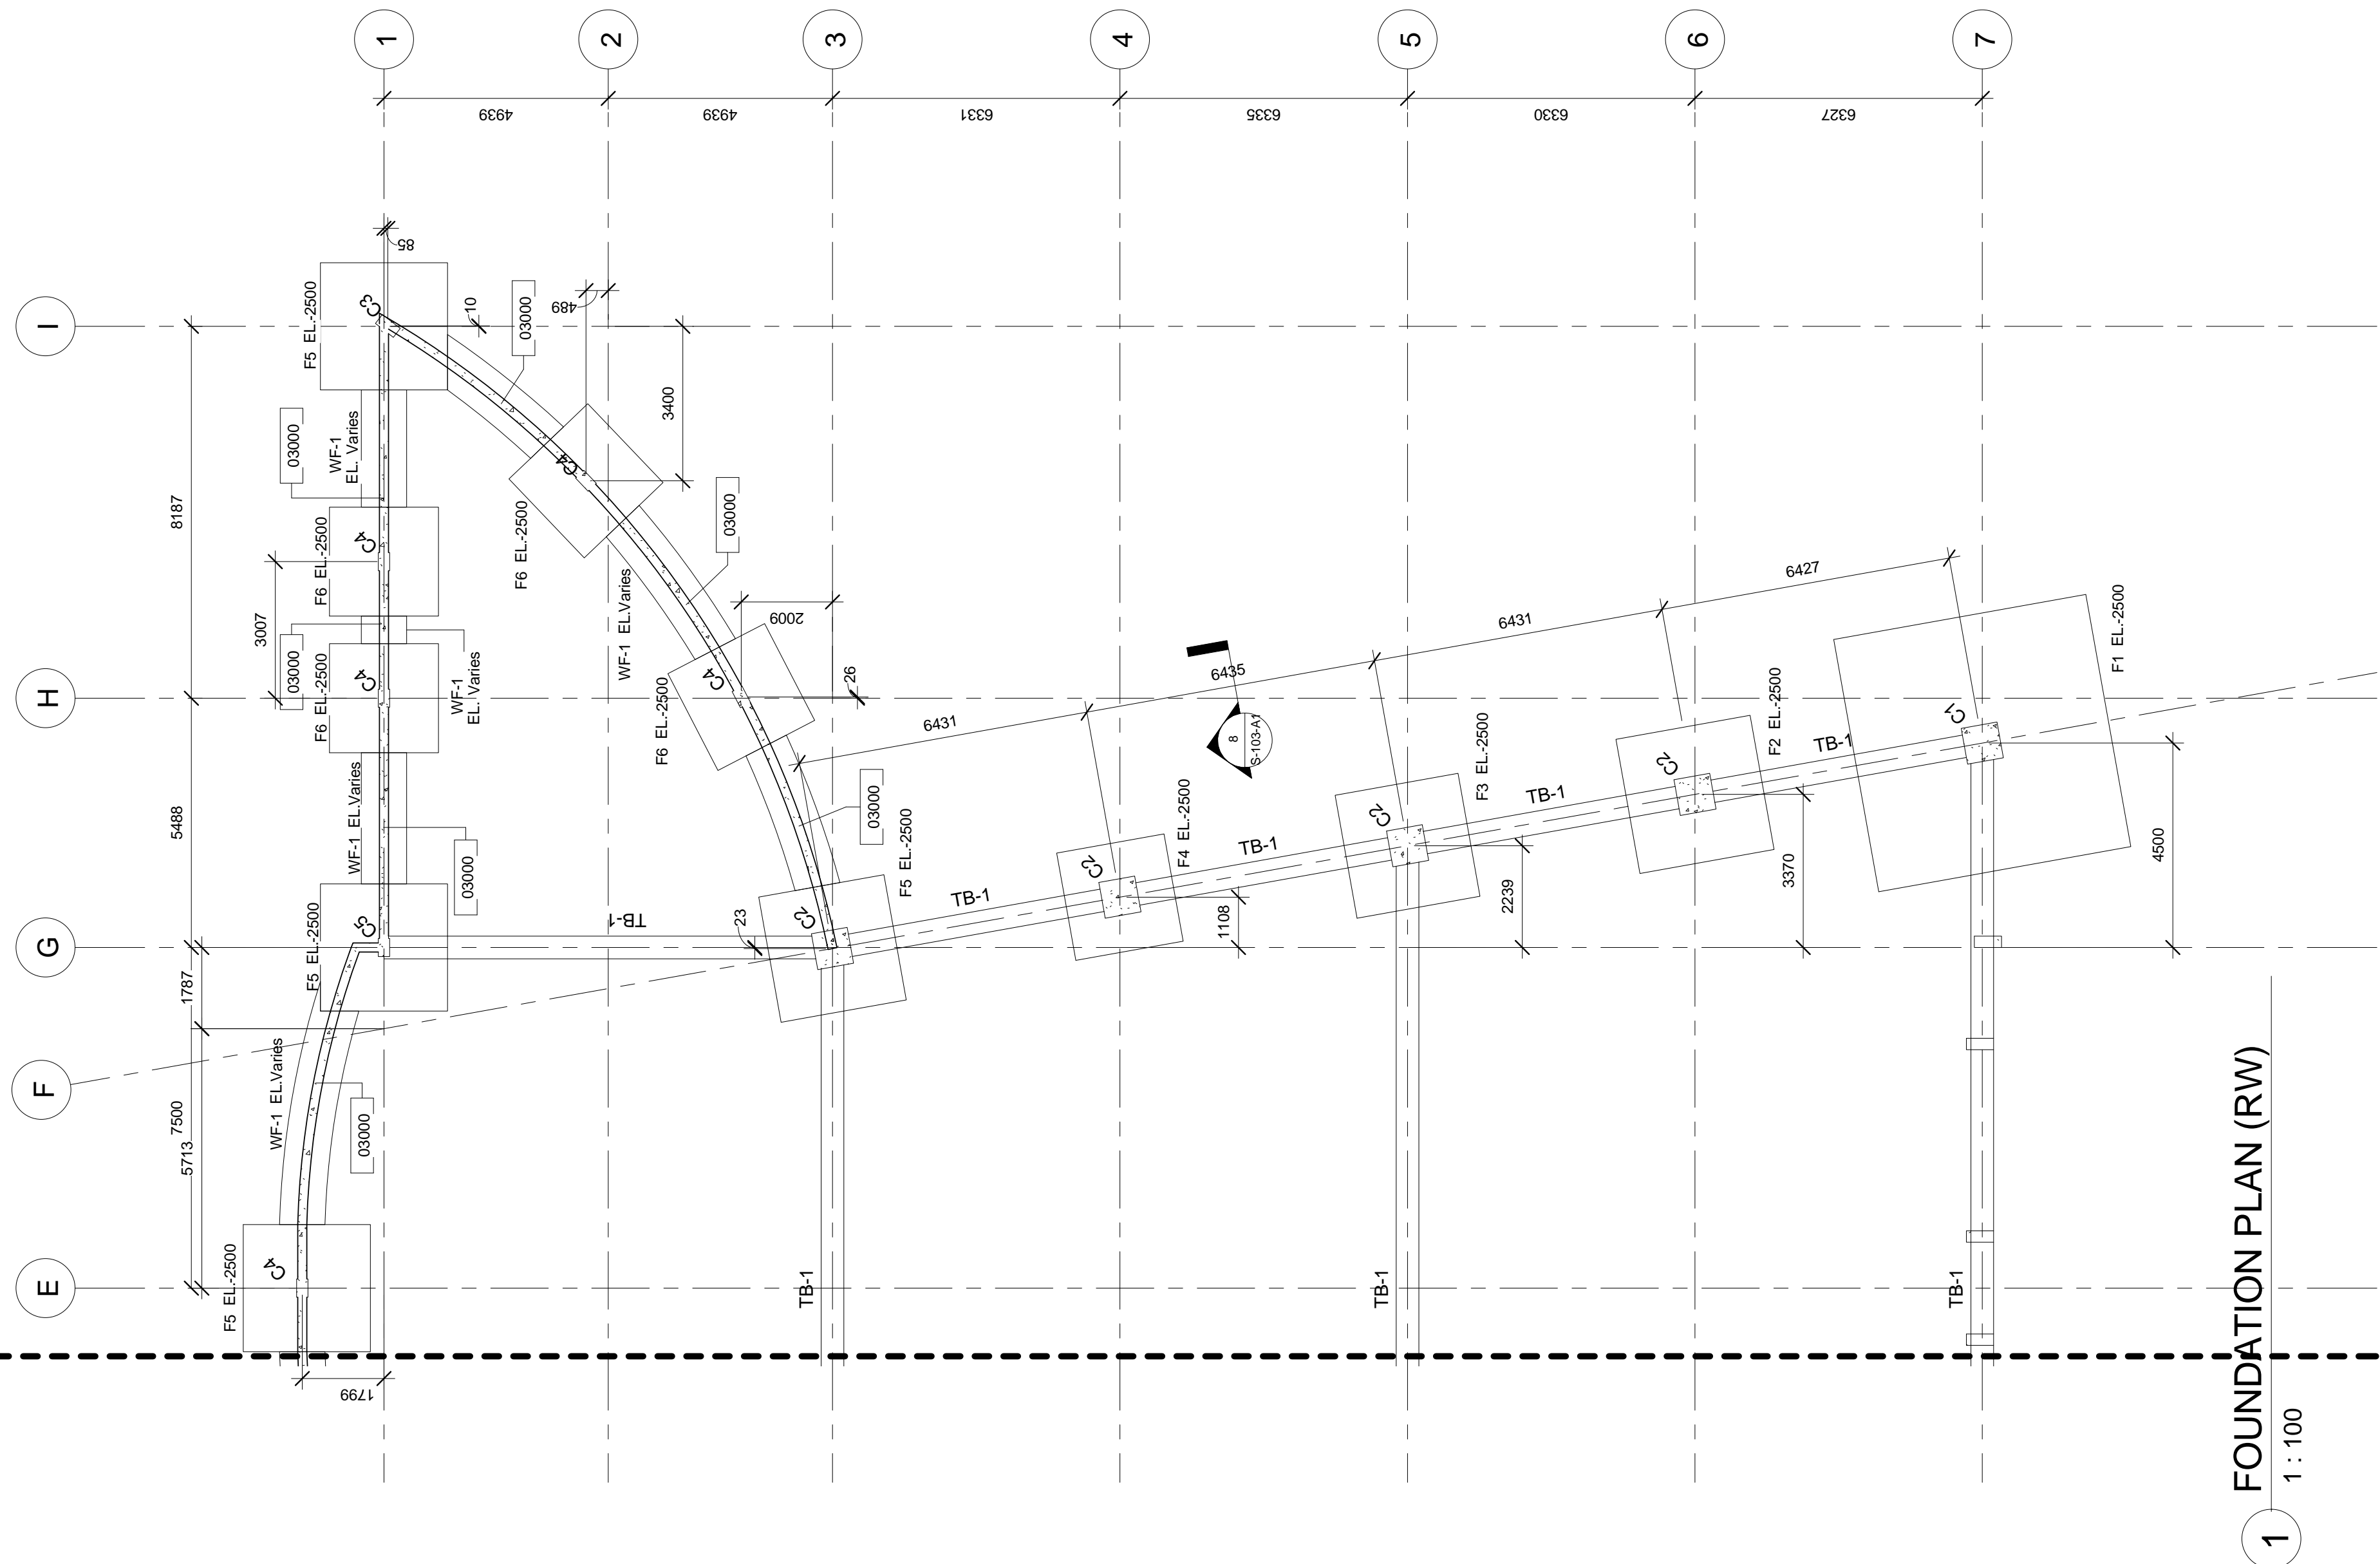 1
2
3
4
5
6
7
4939
4939
6331
6335
6330
6327
I
H
G
F
E
8187
3007
5488
1787
7500
5713
1799
85
10
489
3400
2009
26
23
F5 EL.-2500
C3
03000
WF-1
EL. Varies
03000
F6 EL.-2500
C4
03000
F6 EL.-2500
C4
WF-1
EL. Varies
WF-1 EL.Varies
03000
F5 EL.-2500
C5
WF-1 EL.Varies
03000
F5 EL.-2500
C4
F6 EL.-2500
C4
03000
WF-1 EL.Varies
F6 EL.-2500
C4
03000
F5 EL.-2500
C2
TB-1
TB-1
6431
6435
6431
6427
8
S-103-A1
F4 EL.-2500
C2
1108
TB-1
F3 EL.-2500
C2
2239
TB-1
F2 EL.-2500
C2
3370
TB-1
F1 EL.-2500
C1
4500
TB-1
TB-1
TB-1
1
FOUNDATION PLAN (RW)
1 : 100